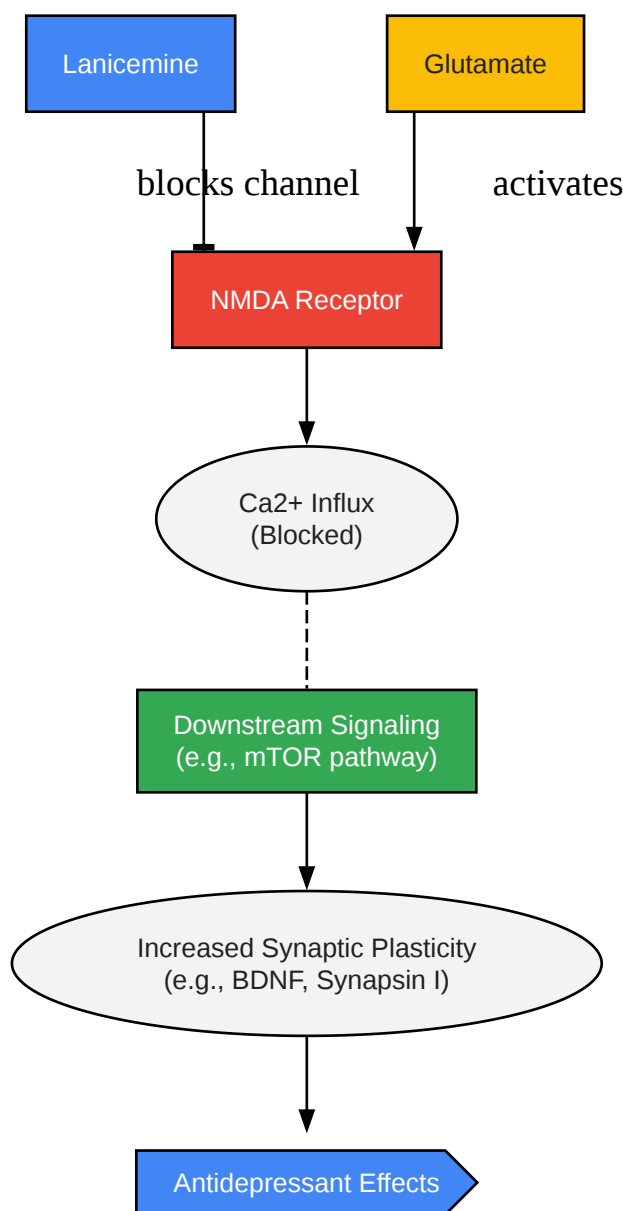 Lanicemine
Glutamate
blocks channel
activates
NMDA Receptor
Ca2+ Influx
(Blocked)
Downstream Signaling
(e.g., mTOR pathway)
Increased Synaptic Plasticity
(e.g., BDNF, Synapsin I)
Antidepressant Effects